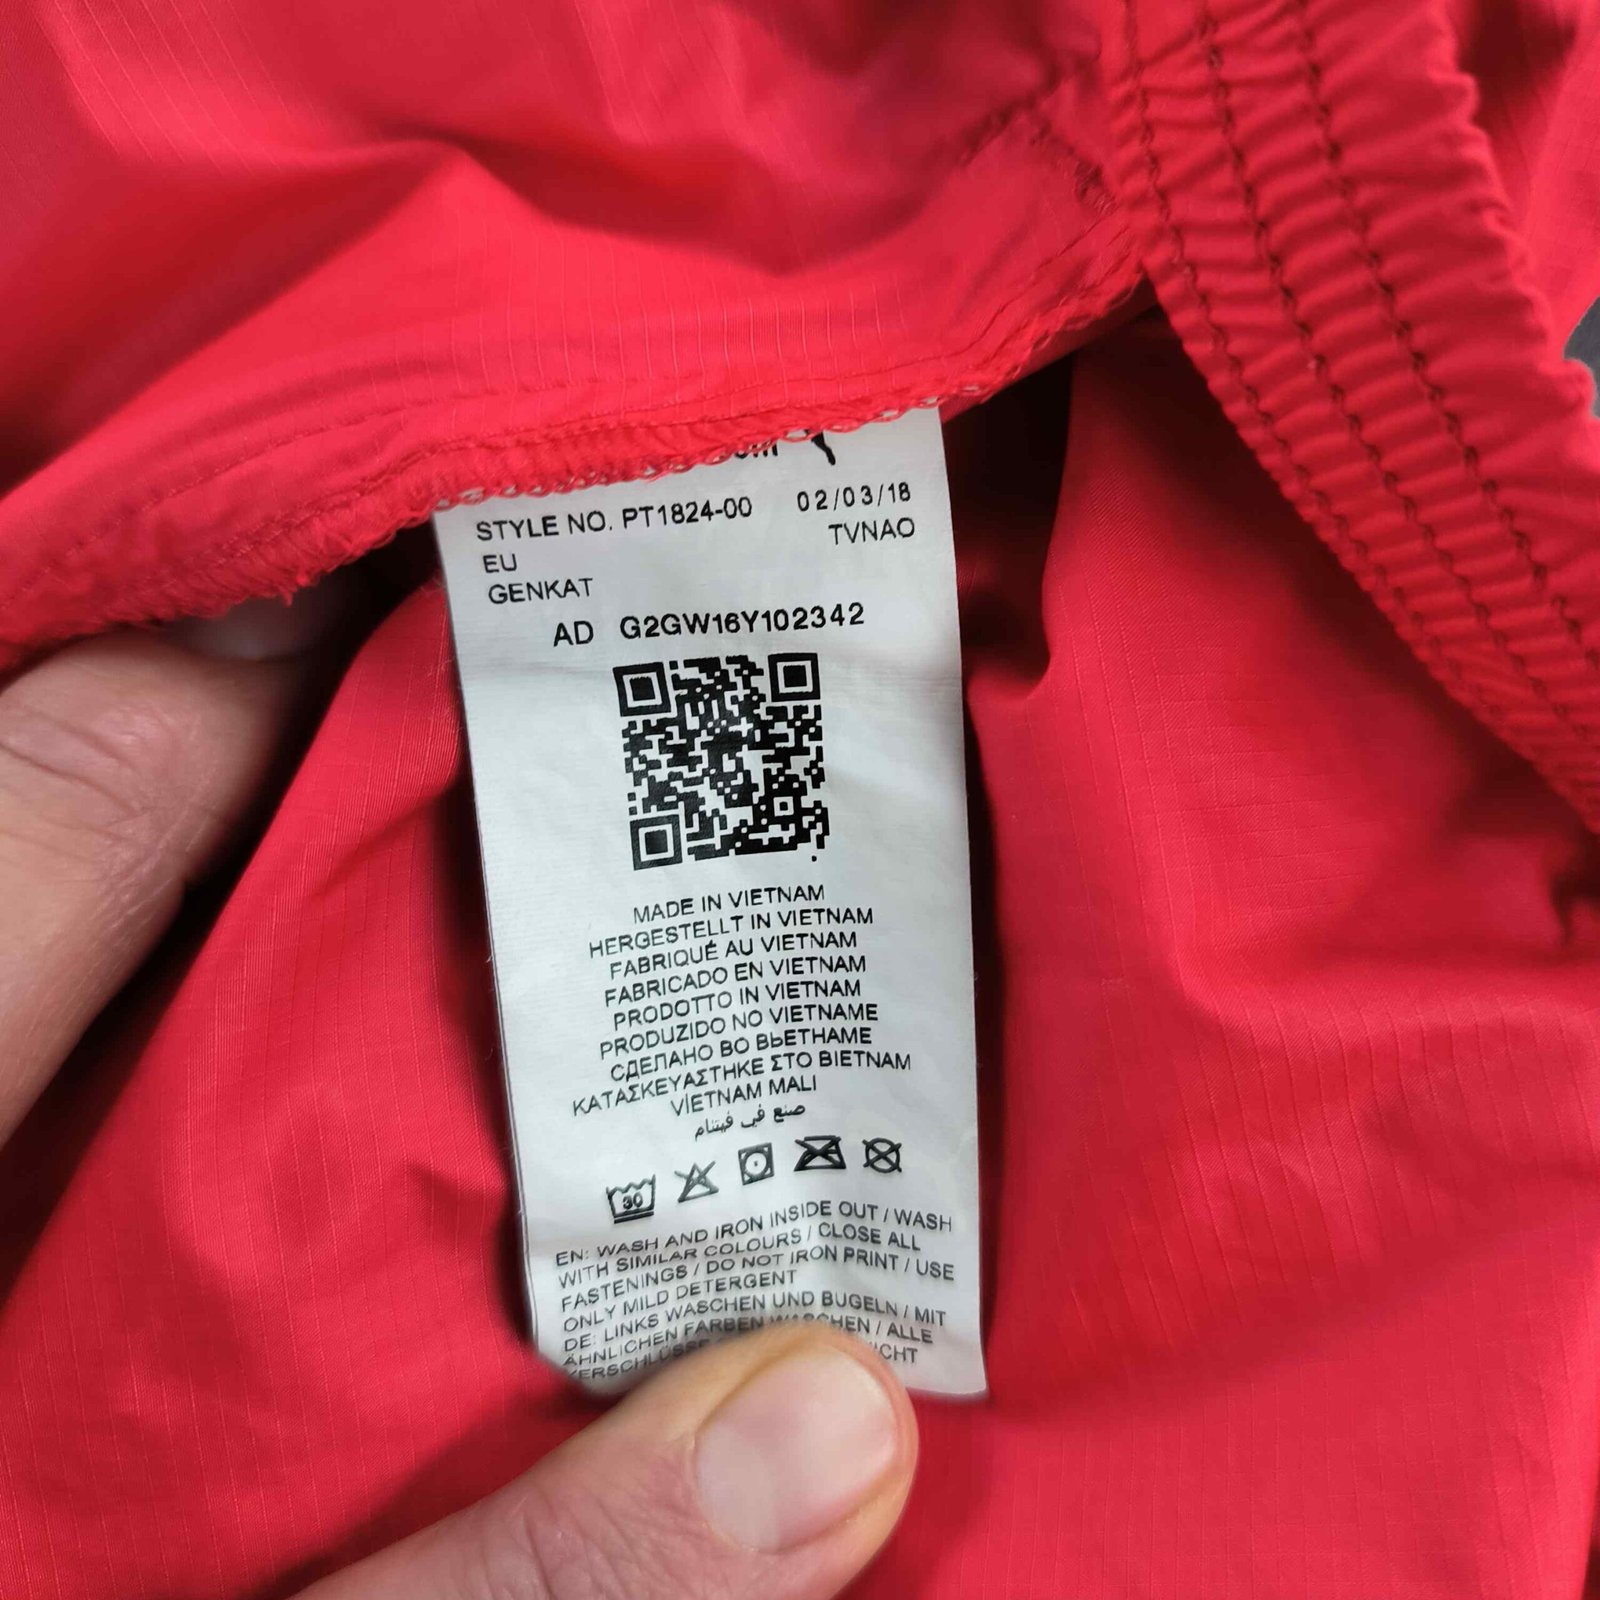 STYLE NO. PT1824-00 02/03/18
EU TVNAO
GENKAT
AD G2GW16Y102342
MADE IN VIETNAM
HERGESTELLT IN VIETNAM
FABRIQUÉ AU VIETNAM
FABRICADO EN VIETNAM
PRODOTTO IN VIETNAM
PRODUZIDO NO VIETNAME
СДЕЛАНО ВО ВЬЕТНАМЕ
ΚΑΤΑΣΚΕΥΑΣΤΗΚΕ ΣΤΟ ΒΙΕΤΝΑΜ
VİETNAM MALI
صنع في فيتنام
30
EN: WASH AND IRON INSIDE OUT / WASH
WITH SIMILAR COLOURS / CLOSE ALL
FASTENINGS / DO NOT IRON PRINT / USE
ONLY MILD DETERGENT
DE: LINKS WASCHEN UND BUGELN / MIT
ÄHNLICHEN FARBEN WASCHEN / ALLE